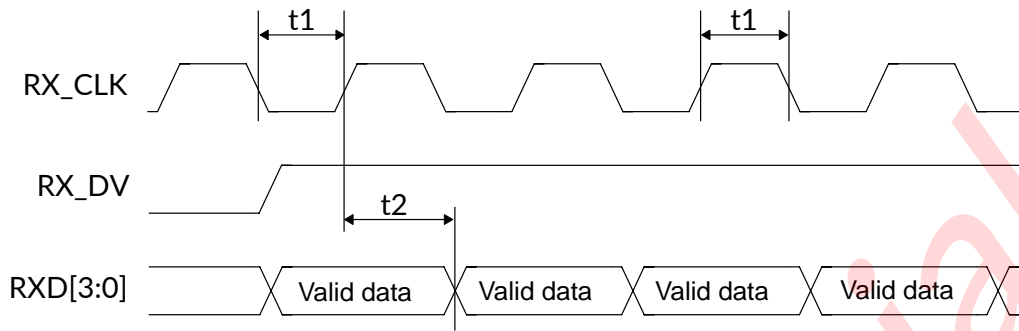 t1 t1
RX_CLK
RX_DV
t2
RXD[3:0] Valid data Valid data Valid data Valid data